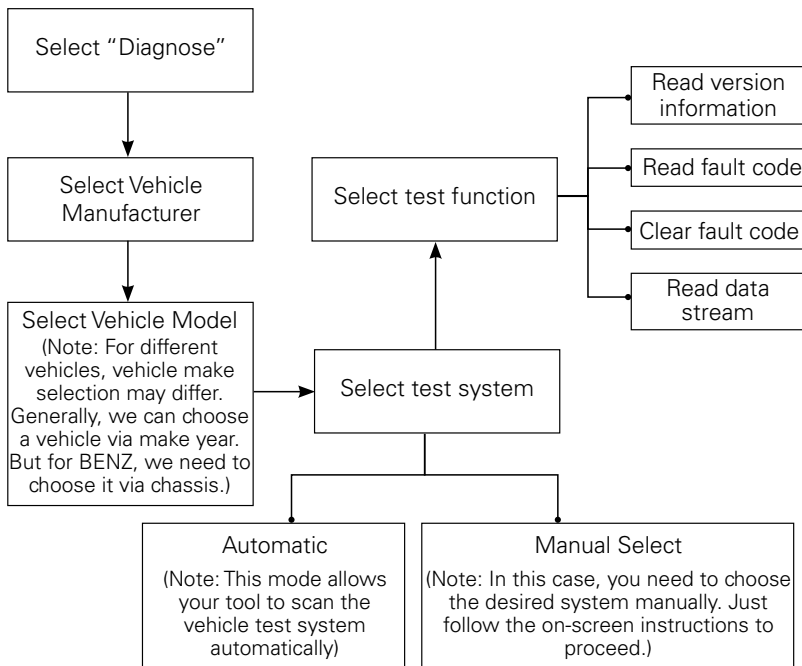 Select “Diagnose”
Select Vehicle
Manufacturer
Select Vehicle Model
(Note: For different
vehicles, vehicle make
selection may differ.
Generally, we can choose
a vehicle via make year.
But for BENZ, we need to
choose it via chassis.)
Select test system
Automatic
(Note: This mode allows
your tool to scan the
vehicle test system
automatically)
Manual Select
(Note: In this case, you need to choose
the desired system manually. Just
follow the on-screen instructions to
proceed.)
Select test function
Read version
information
Read fault code
Clear fault code
Read data
stream